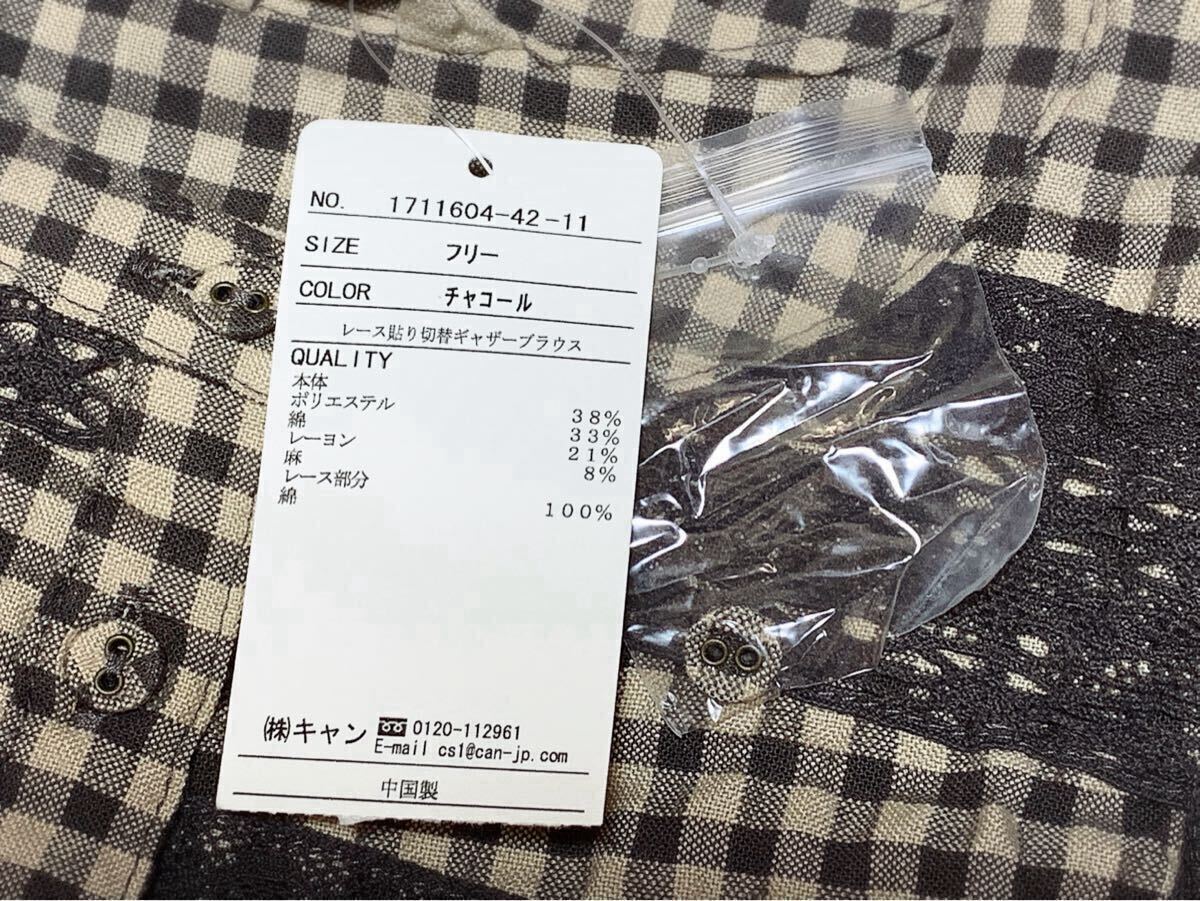 NO. 1711604-42-11
SIZE フリー
COLOR チャコール
レース貼り切替ギャザーブラウス
QUALITY
本体
ポリエステル 38%
綿 33%
レーヨン 21%
麻 8%
レース部分
綿 100%
㈱キャン 0120-112961
E-mail cs1@can-jp.com
中国製